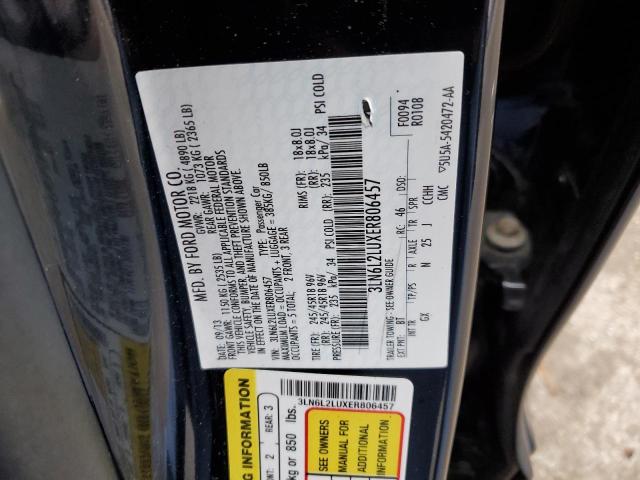 MFD. BY FORD MOTOR CO.
DATE: 09/13 GVWR: 2218 KG ( 4890 LB)
FRONT GAWR: 1150 KG ( 2535 LB) REAR GAWR: 1073 KG ( 2365 LB)
THIS VEHICLE CONFORMS TO ALL APPLICABLE FEDERAL MOTOR
VEHICLE SAFETY, BUMPER, AND THEFT PREVENTION STANDARDS
IN EFFECT ON THE DATE OF MANUFACTURE SHOWN ABOVE.
VIN: 3LN6L2LUXER806457 TYPE: Passenger Car
MAXIMUM LOAD = OCCUPANTS + LUGGAGE = 385KG/ 850LB
OCCUPANTS = 5 TOTAL: 2 FRONT, 3 REAR
TIRE (FR): 245/45R18 96V RIMS (FR): 18x8.0J
(RR): 245/45R18 96V (RR): 18x8.0J
PRESSURE (FR): 235 kPa/ 34 PSI COLD (RR): 235 kPa/ 34 PSI COLD
3LN6L2LUXER806457
TRAILER TOWING: SEE OWNER GUIDE F0094
R0108
EXT PNT: BT RC: 46 DSO:
INT TR TP/PS R AXLE TR SPR
GX N 25 J CCHH
CMC 5U5A-5420472-AA
3LN6L2LUXER806457
NG INFORMATION
ONT: 2 REAR: 3
kg or 850 lbs.
SEE OWNERS
MANUAL FOR
ADDITIONAL
INFORMATION